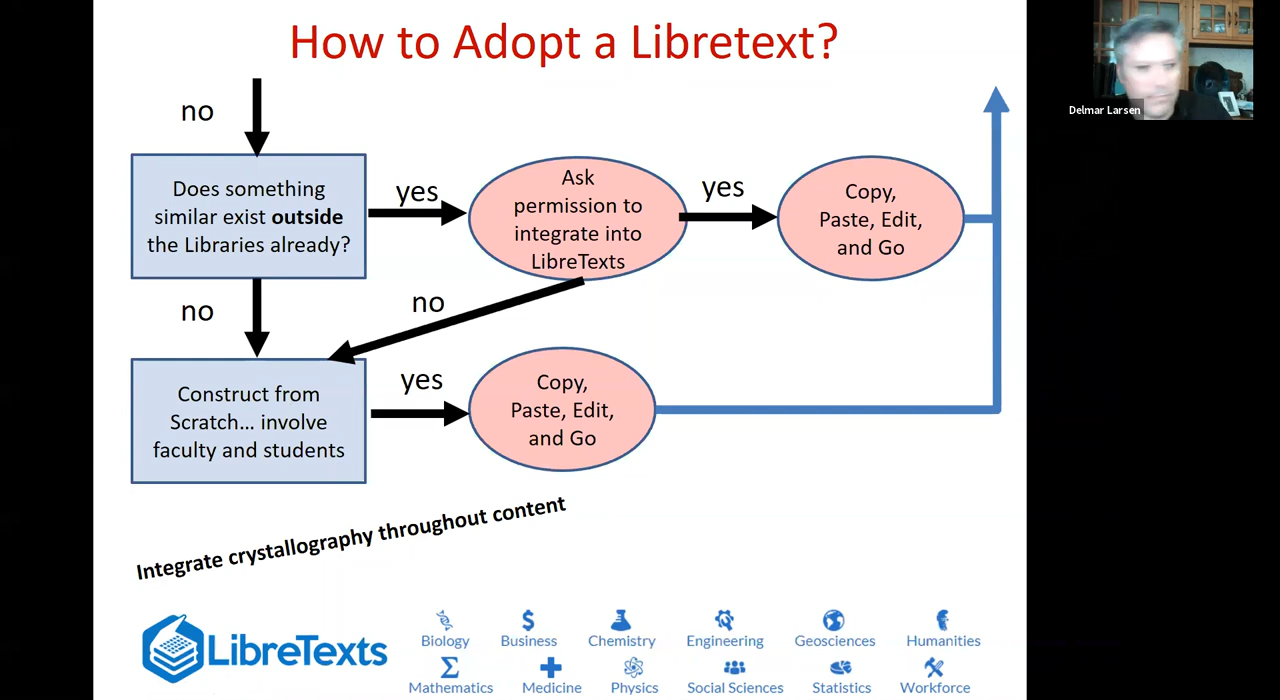 How to Adopt a Libretext?
Delmar Larsen
no
Does something
similar exist outside
the Libraries already?
yes
Ask
permission to
integrate into
LibreTexts
yes
Copy,
Paste, Edit,
and Go
no
no
Construct from
Scratch... involve
faculty and students
yes
Copy,
Paste, Edit,
and Go
Integrate crystallography throughout content
LibreTexts
Biology Business Chemistry Engineering Geosciences Humanities
Mathematics Medicine Physics Social Sciences Statistics Workforce